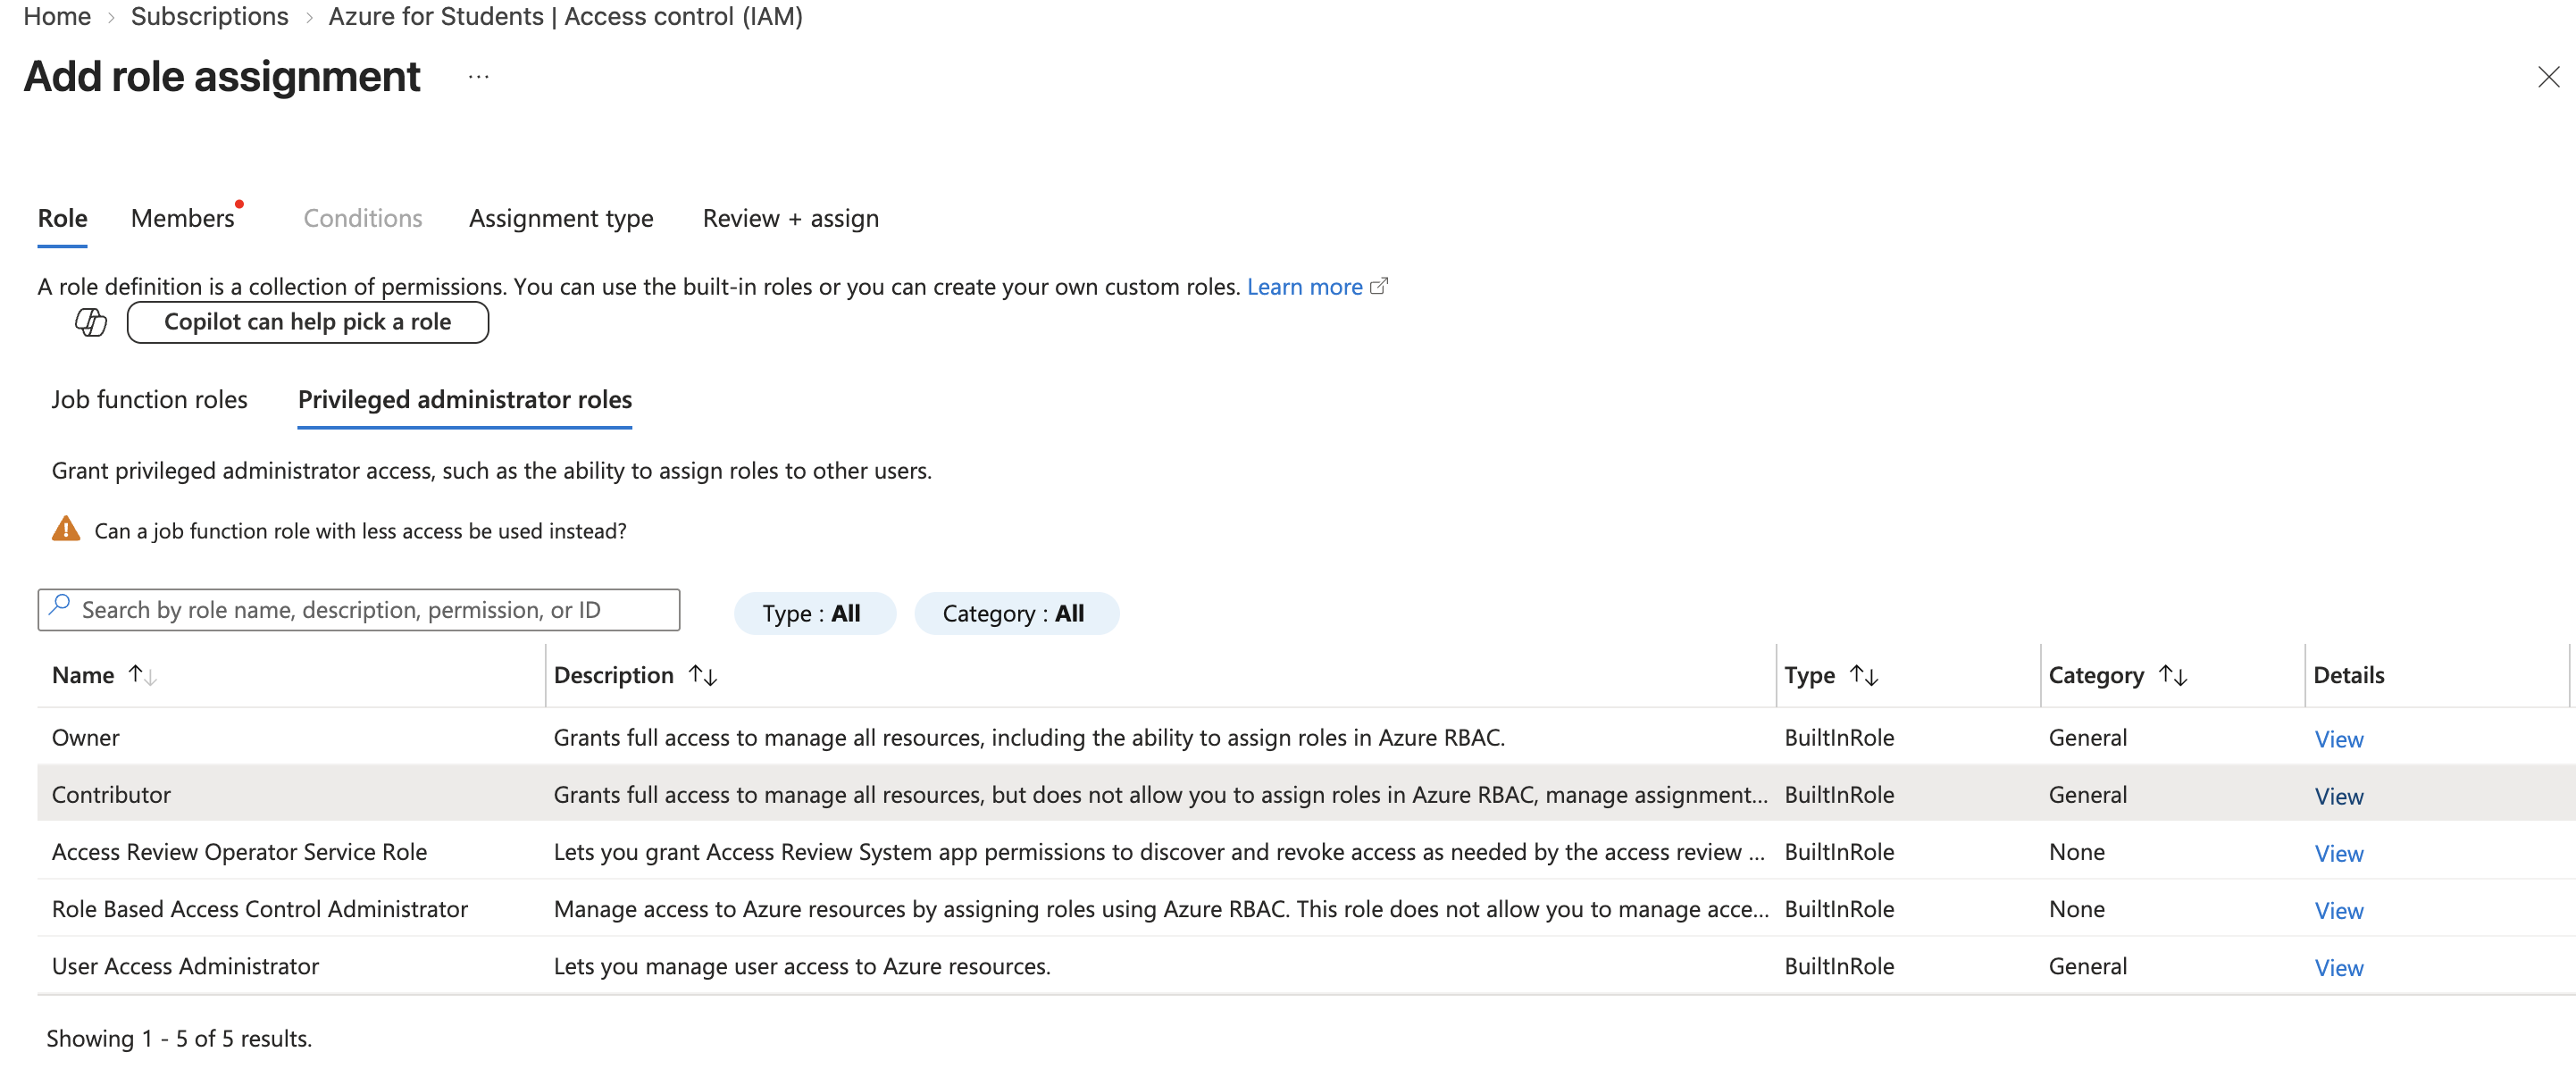 Home > Subscriptions > Azure for Students | Access control (IAM)
Add role assignment ...
Role Members Conditions Assignment type Review + assign
A role definition is a collection of permissions. You can use the built-in roles or you can create your own custom roles. Learn more
Copilot can help pick a role
Job function roles Privileged administrator roles
Grant privileged administrator access, such as the ability to assign roles to other users.
Can a job function role with less access be used instead?
Search by role name, description, permission, or ID Type : All Category : All
Name ↑↓ Description ↑↓ Type ↑↓ Category ↑↓ Details
Owner Grants full access to manage all resources, including the ability to assign roles in Azure RBAC. BuiltInRole General View
Contributor Grants full access to manage all resources, but does not allow you to assign roles in Azure RBAC, manage assignment... BuiltInRole General View
Access Review Operator Service Role Lets you grant Access Review System app permissions to discover and revoke access as needed by the access review ... BuiltInRole None View
Role Based Access Control Administrator Manage access to Azure resources by assigning roles using Azure RBAC. This role does not allow you to manage acce... BuiltInRole None View
User Access Administrator Lets you manage user access to Azure resources. BuiltInRole General View
Showing 1 - 5 of 5 results.